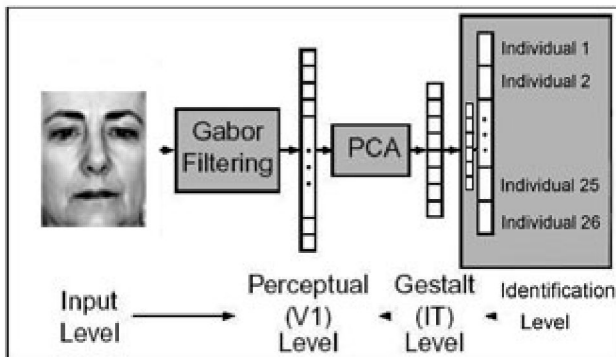 Individual 1
Individual 2
Gabor
Filtering
PCA
Individual 25
Individual 26
Input
Level
Perceptual
(V1)
Level
Gestalt
(IT)
Level
Identification
Level